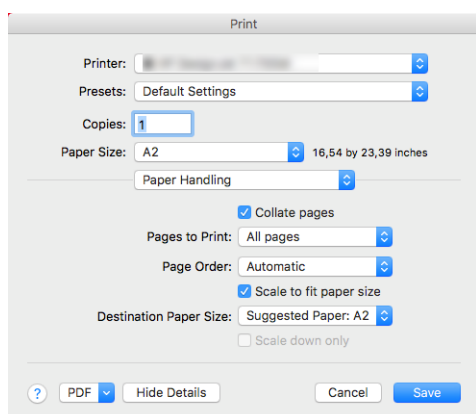 Print
Printer:
Presets: Default Settings
Copies: 1
Paper Size: A2 16,54 by 23,39 inches
Paper Handling
Collate pages
Pages to Print: All pages
Page Order: Automatic
Scale to fit paper size
Destination Paper Size: Suggested Paper: A2
Scale down only
? PDF Hide Details Cancel Save